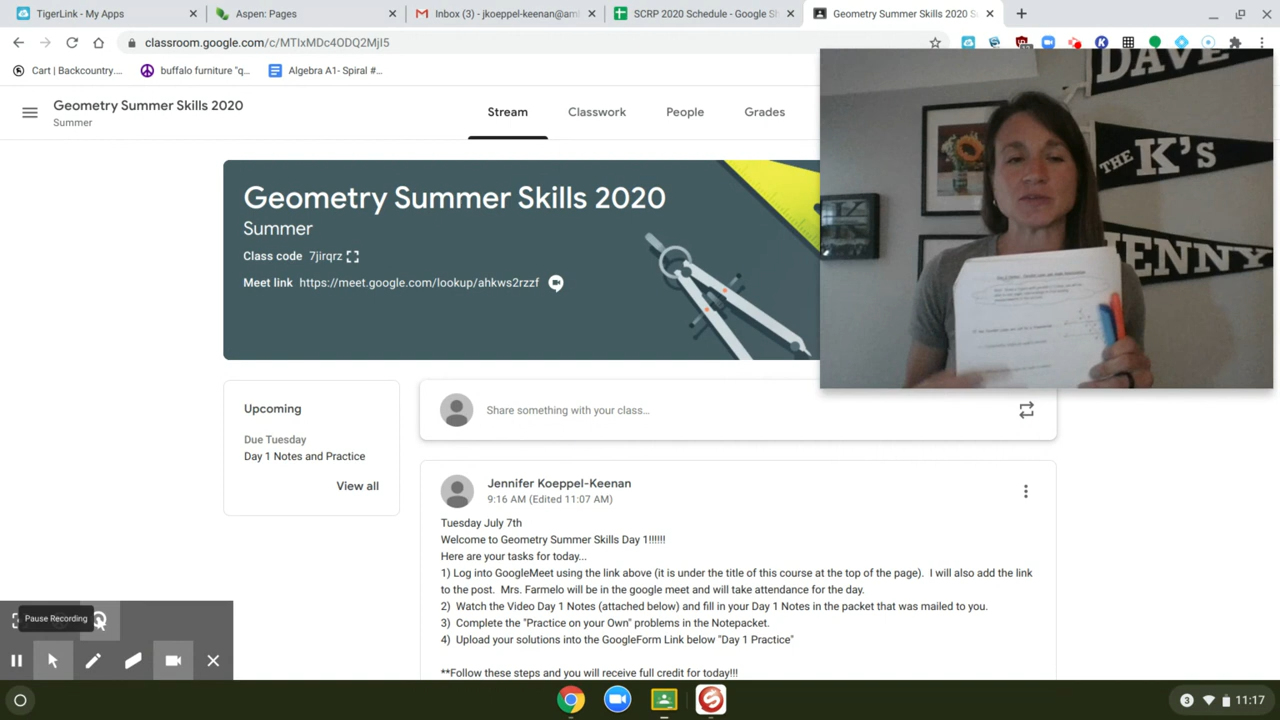 TigerLink - My Apps
Aspen: Pages
Inbox (3) - jkoeppel-keenan@am
SCRP 2020 Schedule - Google Sh
Geometry Summer Skills 2020 S
classroom.google.com/c/MTIxMDc4ODQ2MjI5
Cart | Backcountry....
buffalo furniture "q...
Algebra A1- Spiral #...
Geometry Summer Skills 2020
Summer
Stream
Classwork
People
Grades
DAVE
THE K'S
JENNY
Geometry Summer Skills 2020
Summer
Class code 7jirqrz
Meet link https://meet.google.com/lookup/ahkws2rzzf
Upcoming
Due Tuesday
Day 1 Notes and Practice
View all
Share something with your class...
Jennifer Koeppel-Keenan
9:16 AM (Edited 11:07 AM)
Tuesday July 7th
Welcome to Geometry Summer Skills Day 1!!!!!!
Here are your tasks for today...
1) Log into GoogleMeet using the link above (it is under the title of this course at the top of the page). I will also add the link
to the post. Mrs. Farmelo will be in the google meet and will take attendance for the day.
2) Watch the Video Day 1 Notes (attached below) and fill in your Day 1 Notes in the packet that was mailed to you.
3) Complete the "Practice on your Own" problems in the Notepacket.
4) Upload your solutions into the GoogleForm Link below "Day 1 Practice"
**Follow these steps and you will receive full credit for today!!!
Pause Recording
3
11:17